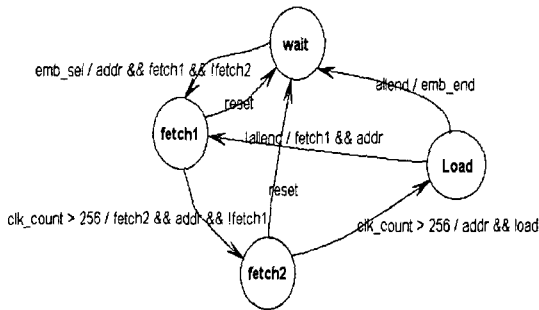 wait
emb_sel / addr && fetch1 && !fetch2
allend / emb_end
reset
fetch1
!allend / fetch1 && addr
Load
reset
clk_count > 256 / fetch2 && addr && !fetch1
clk_count > 256 / addr && load
fetch2